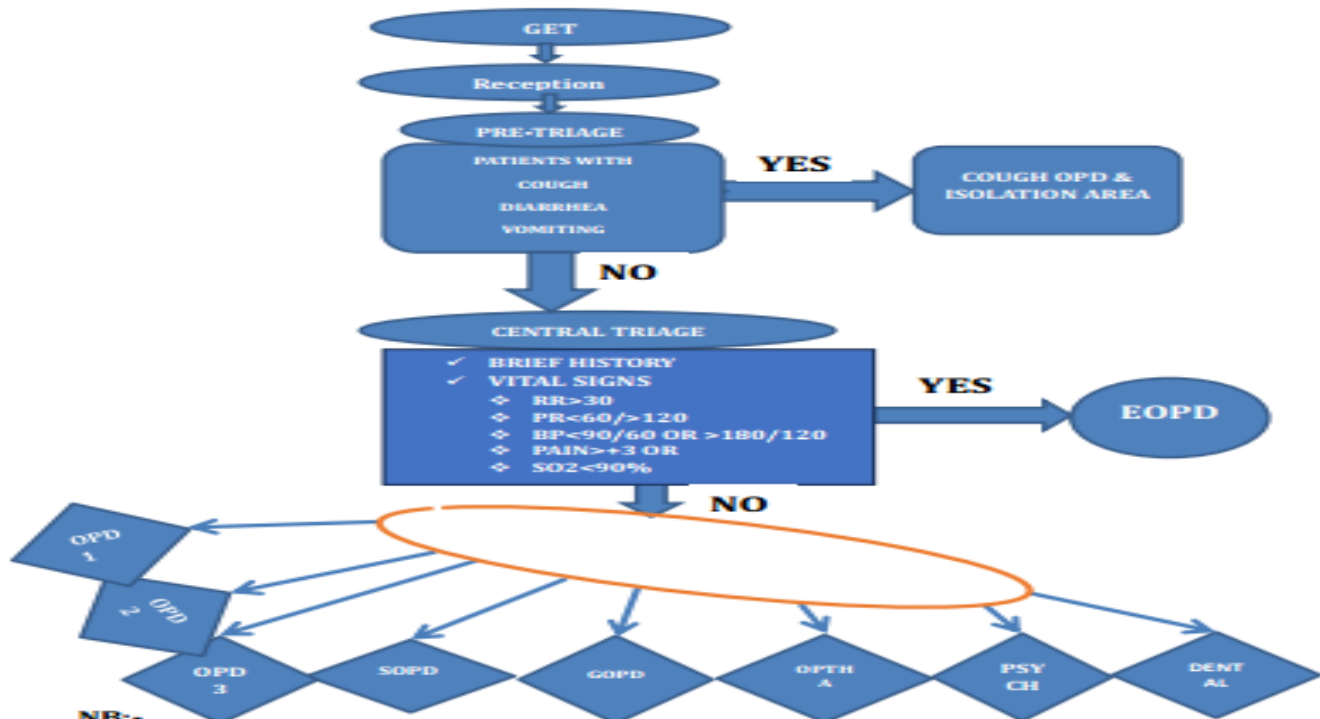 GET
Reception
PRE-TRIAGE
PATIENTS WITH
COUGH
DIARRHEA
VOMITING
YES
COUGH OPD &
ISOLATION AREA
NO
CENTRAL TRIAGE
✓ BRIEF HISTORY
✓ VITAL SIGNS
❖ RR>30
❖ PR<60/>120
❖ BP<90/60 OR >180/120
❖ PAIN>+3 OR
❖ SO2<90%
YES
EOPD
NO
OPD
1
OPD
2
OPD
3
SOPD
GOPD
OPTH
A
PSY
CH
DENT
AL
NB:-